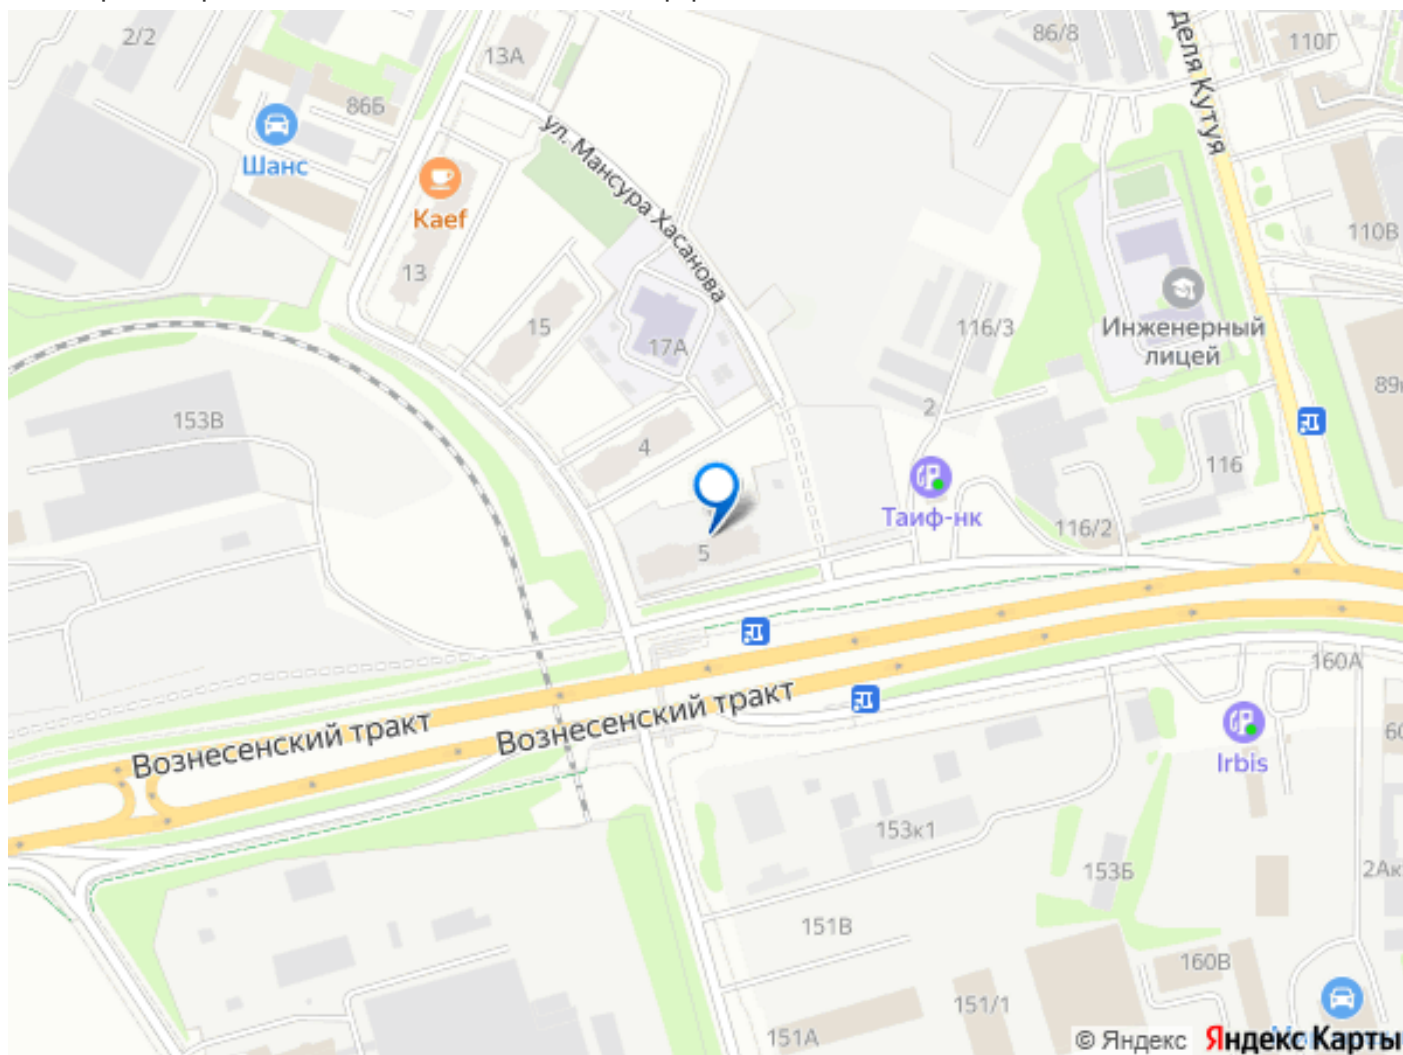 2/2
13А
86/8
110Г
деля Кутуя
86Б
Шанс
ул. Мансура Хасанова
Kaef
110В
13
15
17А
116/3
Инженерный
лицей
153В
2
4
116
Таиф-нк
116/2
5
160А
Вознесенский тракт
Вознесенский тракт
Irbis
153к1
153Б
151В
160В
151/1
151А
© Яндекс
Яндекс Карты